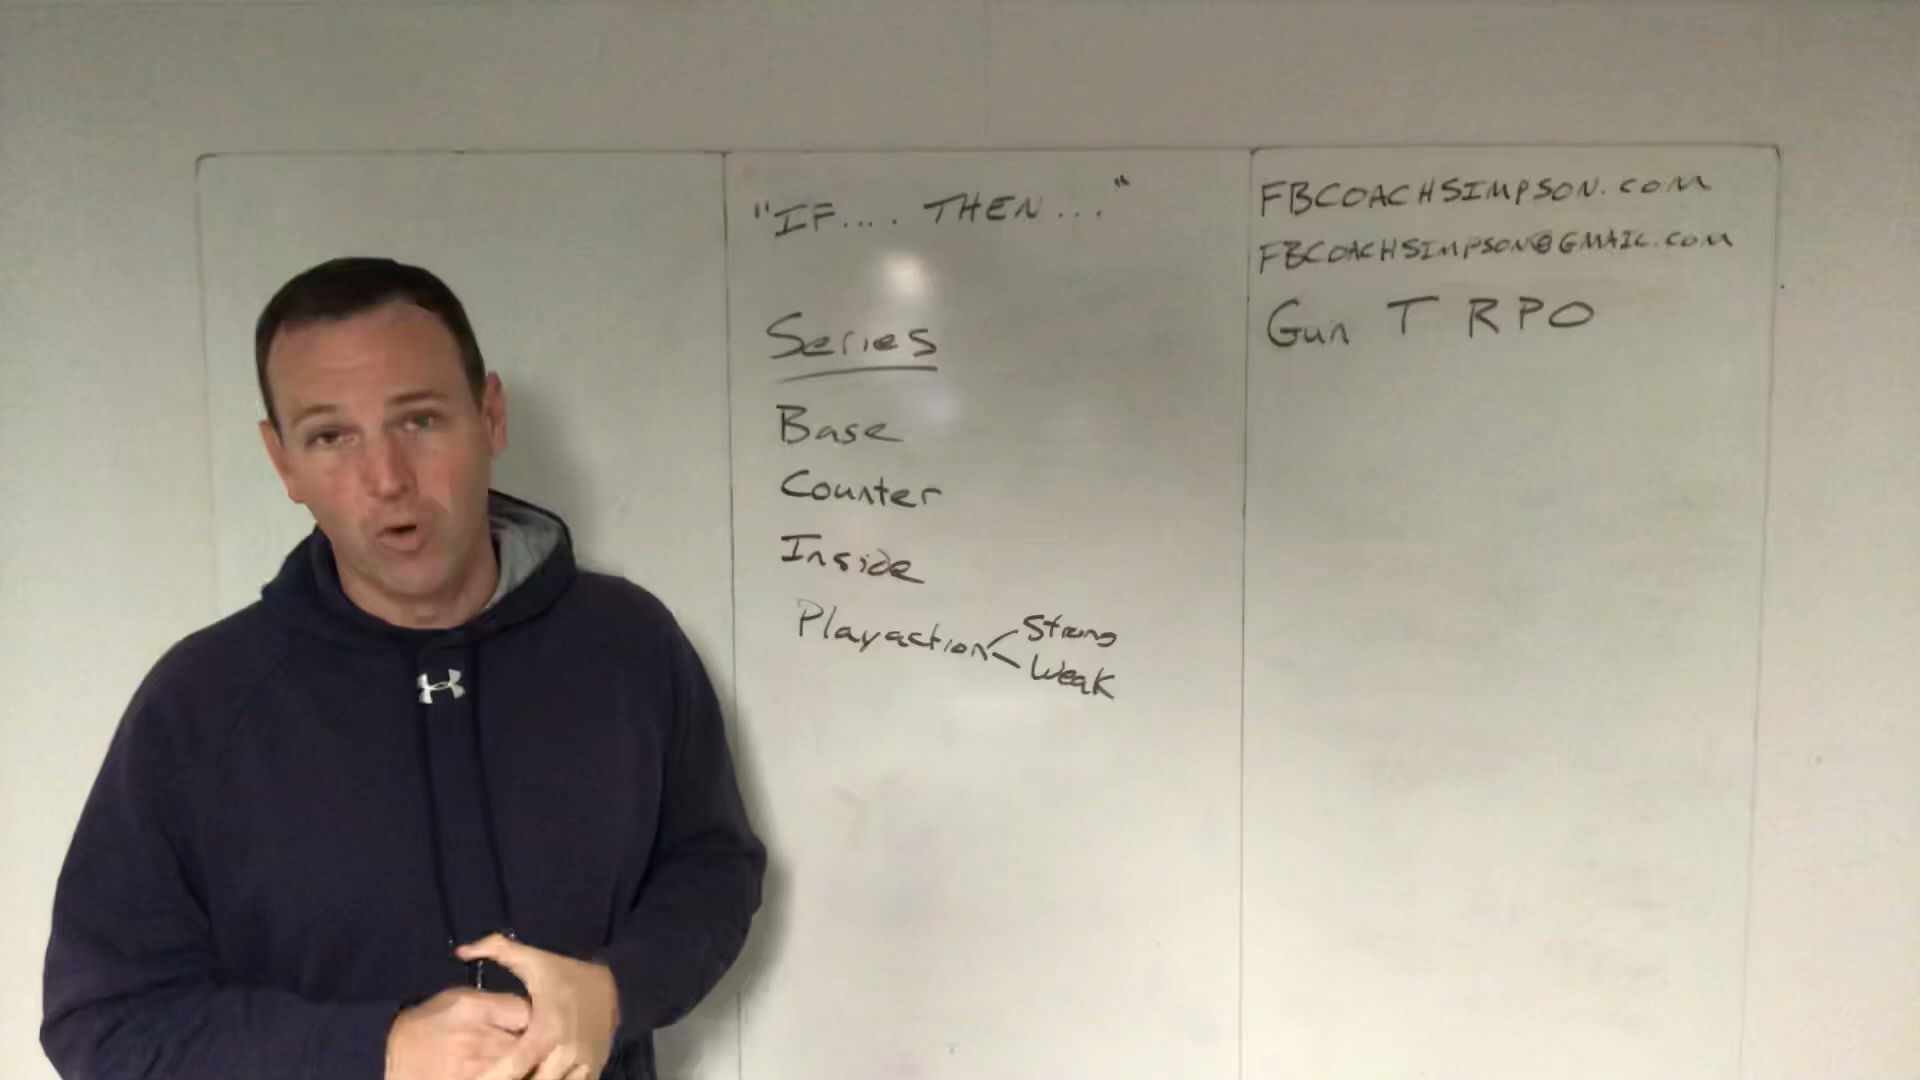 "IF.... THEN..."
Series
Base
Counter
Inside
Playaction
Strong
Weak
FBCOACHSIMPSON.COM
FBCOACHSIMPSON@GMAIL.COM
Gun T RPO